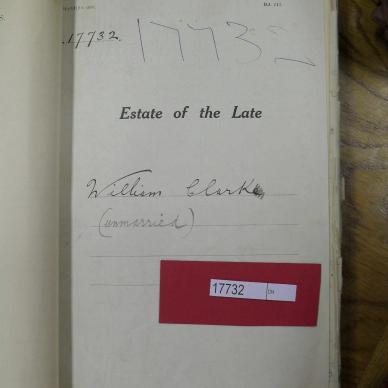 17732. 17732
Estate of the Late
William Clarke
(unmarried)
17732